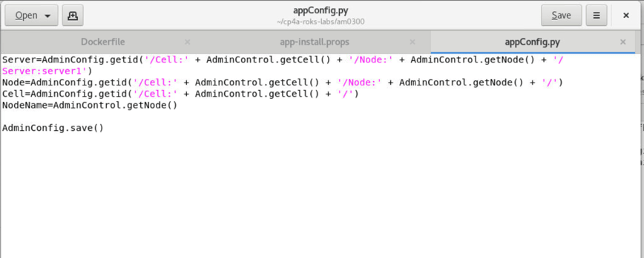 Open
appConfig.py
~/cp4a-roks-labs/am0300
Save
Dockerfile
app-install.props
appConfig.py
Server=AdminConfig.getid('/Cell:' + AdminControl.getCell() + '/Node:' + AdminControl.getNode() + '/
Server:server1')
Node=AdminConfig.getid('/Cell:' + AdminControl.getCell() + '/Node:' + AdminControl.getNode() + '/')
Cell=AdminConfig.getid('/Cell:' + AdminControl.getCell() + '/')
NodeName=AdminControl.getNode()
AdminConfig.save()